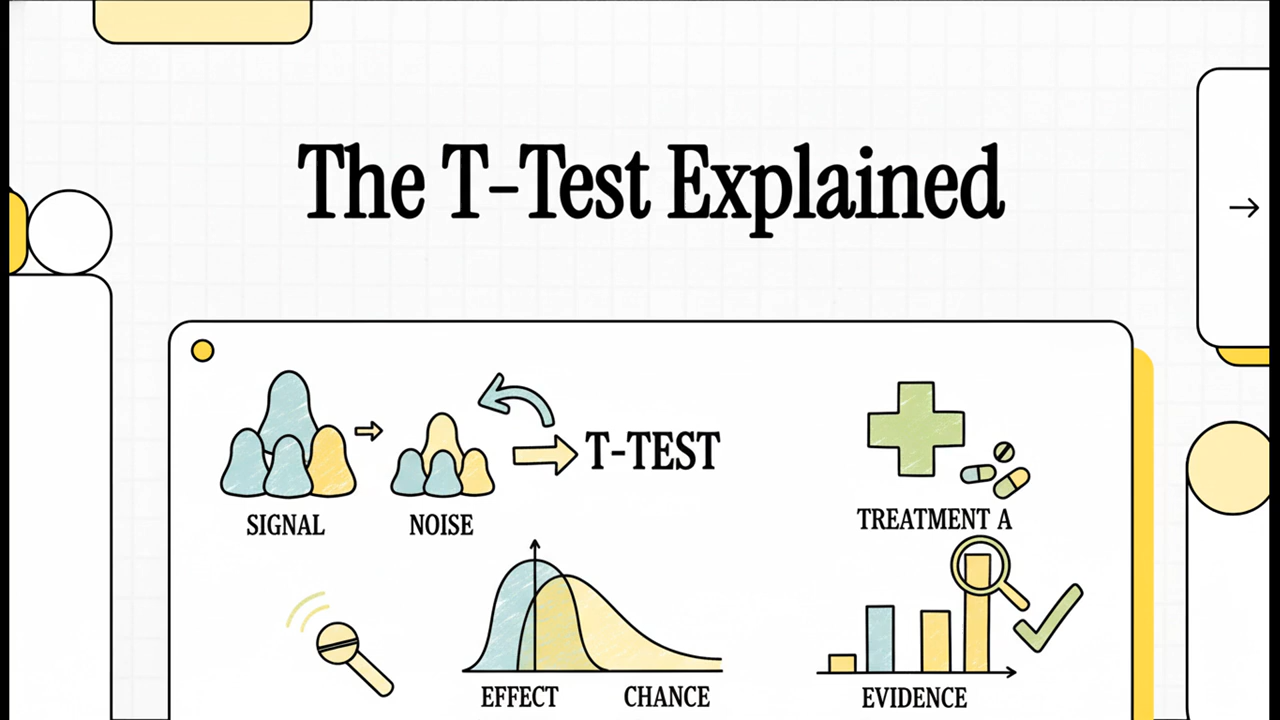 The T-Test Explained
T-TEST
SIGNAL
NOISE
TREATMENT A
EFFECT
CHANCE
EVIDENCE